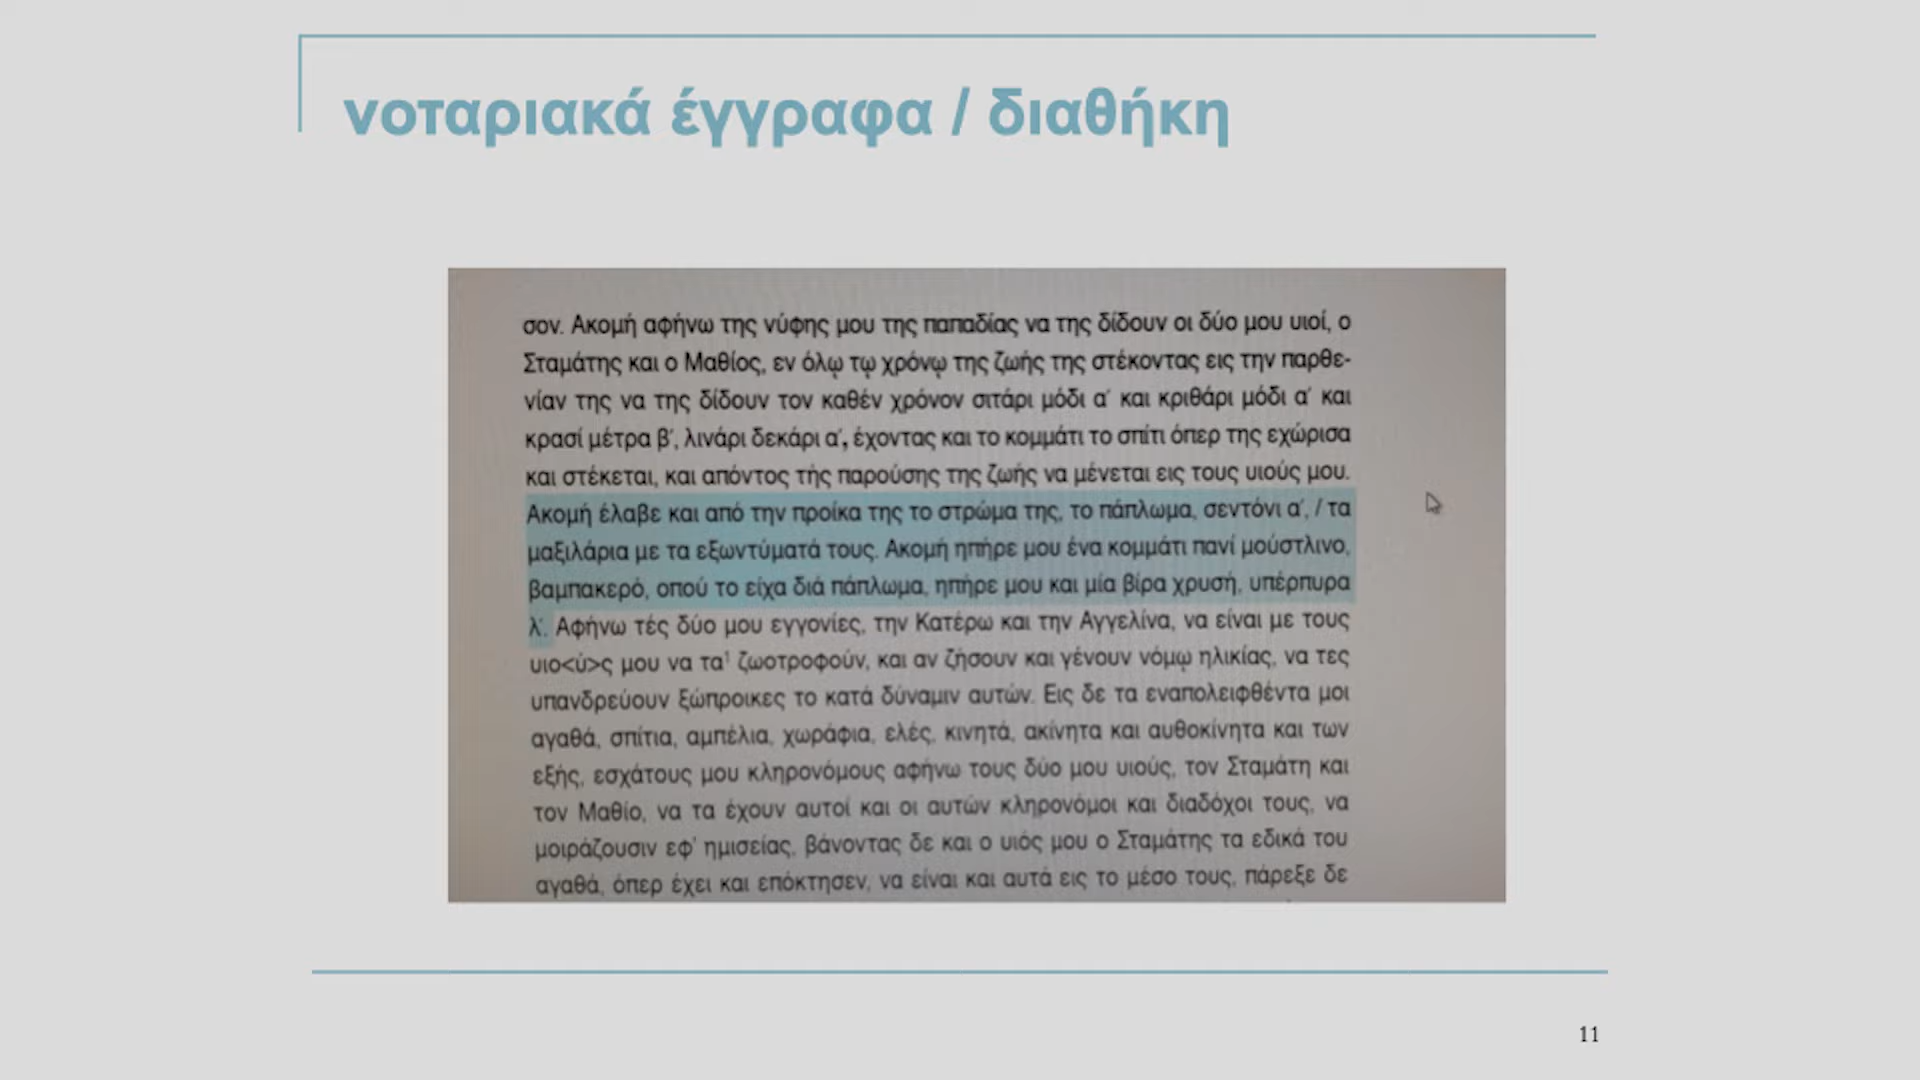 νοταριακά έγγραφα / διαθήκη
σον. Ακομή αφήνω της νύφης μου της παπαδίας να της δίδουν οι δύο μου υιοί, ο
Σταμάτης και ο Μαθίος, εν όλῳ τῳ χρόνῳ της ζωής της στέκοντας εις την παρθε-
νίαν της να της δίδουν τον καθέν χρόνον σιτάρι μόδι α΄ και κριθάρι μόδι α΄ και
κρασί μέτρα β΄, λινάρι δεκάρι α΄, έχοντας και το κομμάτι το σπίτι όπερ της εχώρισα
και στέκεται, και απόντος τής παρούσης της ζωής να μένεται εις τους υιούς μου.
Ακομή έλαβε και από την προίκα της το στρώμα της, το πάπλωμα, σεντόνι α΄, / τα
μαξιλάρια με τα εξωντύματά τους. Ακομή ηπήρε μου ένα κομμάτι πανί μούστλινο,
βαμπακερό, οπού το είχα διά πάπλωμα, ηπήρε μου και μία βίρα χρυσή, υπέρπυρα
λ΄. Αφήνω τές δύο μου εγγονίες, την Κατέρω και την Αγγελίνα, να είναι με τους
υιο<ύ>ς μου να τα¹ ζωοτροφούν, και αν ζήσουν και γένουν νόμῳ ηλικίας, να τες
υπανδρεύουν ξώπροικες το κατά δύναμιν αυτών. Εις δε τα εναπολειφθέντα μοι
αγαθά, σπίτια, αμπέλια, χωράφια, ελές, κινητά, ακίνητα και αυθοκίνητα και των
εξής, εσχάτους μου κληρονόμους αφήνω τους δύο μου υιούς, τον Σταμάτη και
τον Μαθίο, να τα έχουν αυτοί και οι αυτών κληρονόμοι και διαδόχοι τους, να
μοιράζουσιν εφ' ημισείας, βάνοντας δε και ο υιός μου ο Σταμάτης τα εδικά του
αγαθά, όπερ έχει και επόκτησεν, να είναι και αυτά εις το μέσο τους, πάρεξε δε
11